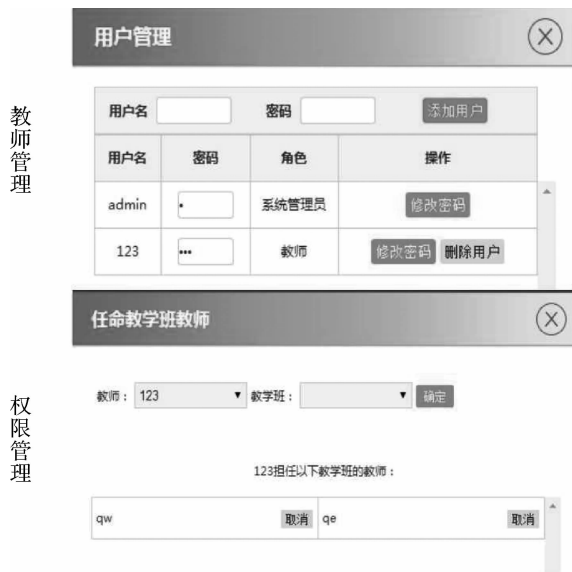 教师管理
用户管理
用户名 密码 添加用户
用户名 密码 角色 操作
admin • 系统管理员 修改密码
123 ••• 教师 修改密码 删除用户
权限管理
任命教学班教师
教师： 123 ▼ 教学班： ▼ 确定
123担任以下教学班的教师：
qw 取消 qe 取消